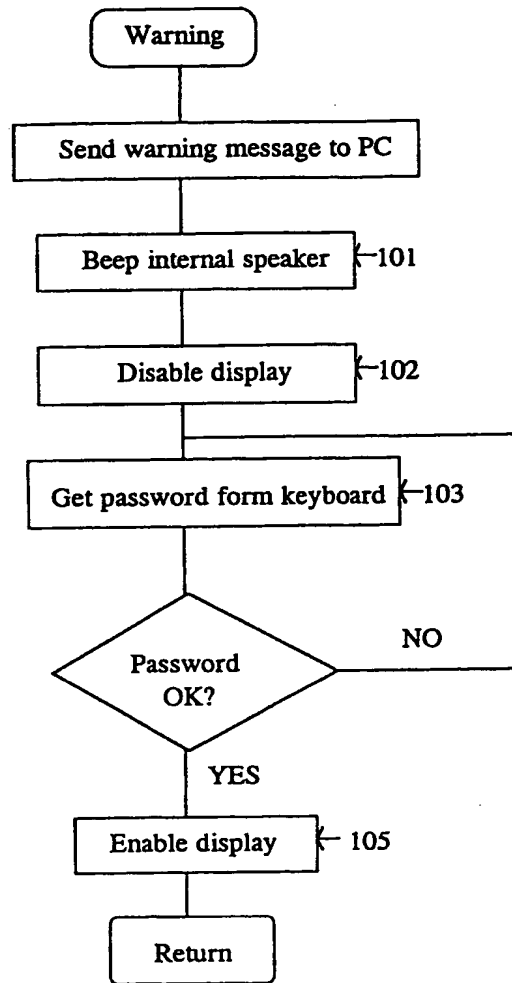 Warning
Send warning message to PC
Beep internal speaker
101
Disable display
102
Get password form keyboard
103
Password
OK?
NO
YES
Enable display
105
Return